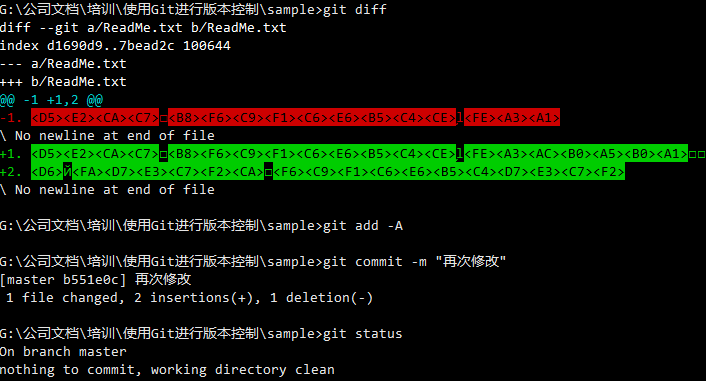 G:\公司文档\培训\使用Git进行版本控制\sample>git diff
diff --git a/ReadMe.txt b/ReadMe.txt
index d1690d9..7bead2c 100644
--- a/ReadMe.txt
+++ b/ReadMe.txt
@@ -1 +1,2 @@
-1. <D5><E2><CA><C7>□<B8><F6><C9><F1><C6><E6><B5><C4><CE>l<FE><A3><A1>
\ No newline at end of file
+1. <D5><E2><CA><C7>□<B8><F6><C9><F1><C6><E6><B5><C4><CE>l<FE><A3><AC><B0><A5><B0><A1>□□
+2. <D6>Й<FA><D7><E3><C7><F2><CA>□<F6><C9><F1><C6><E6><B5><C4><D7><E3><C7><F2>
\ No newline at end of file
G:\公司文档\培训\使用Git进行版本控制\sample>git add -A
G:\公司文档\培训\使用Git进行版本控制\sample>git commit -m "再次修改"
[master b551e0c] 再次修改
 1 file changed, 2 insertions(+), 1 deletion(-)
G:\公司文档\培训\使用Git进行版本控制\sample>git status
On branch master
nothing to commit, working directory clean